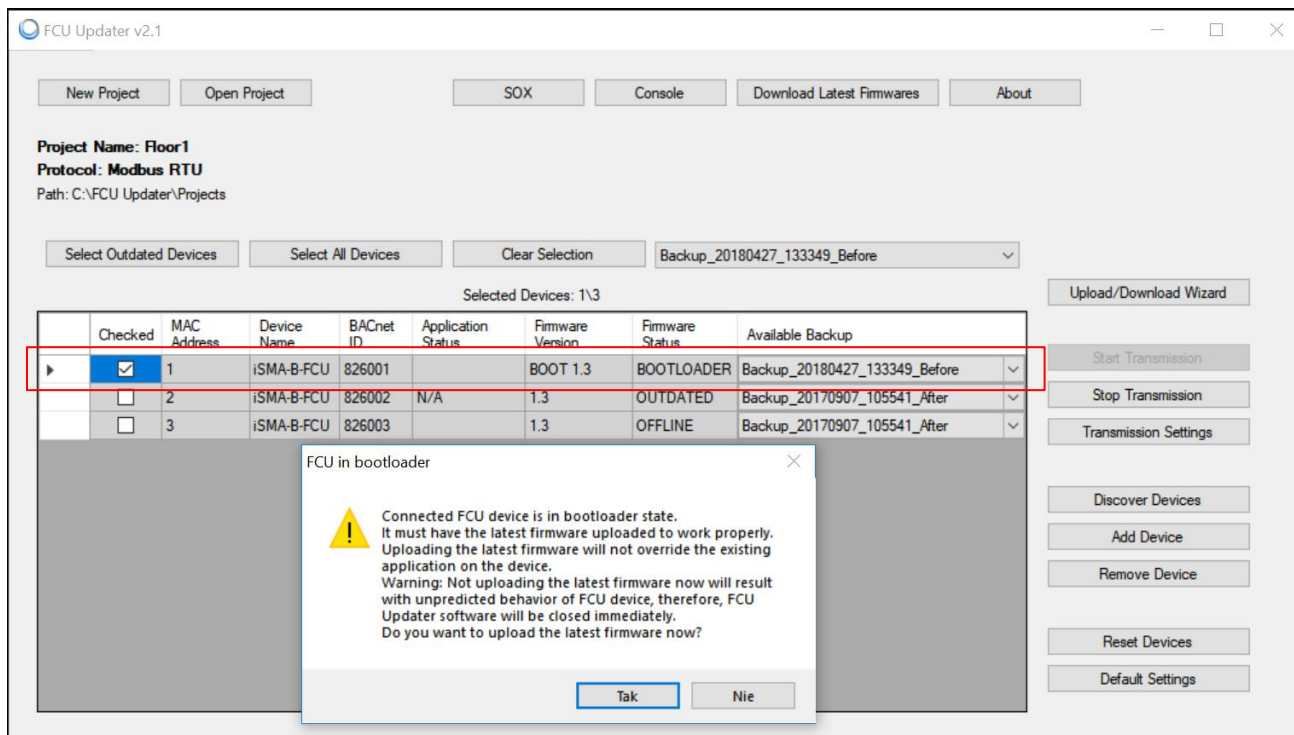 FCU Updater v2.1
New Project Open Project SOX Console Download Latest Firmwares About
Project Name: Floor1
Protocol: Modbus RTU
Path: C:\FCU Updater\Projects
Select Outdated Devices Select All Devices Clear Selection Backup_20180427_133349_Before
Selected Devices: 1\3
Upload/Download Wizard
Checked MAC Address Device Name BACnet ID Application Status Firmware Version Firmware Status Available Backup
1 iSMA-B-FCU 826001 BOOT 1.3 BOOTLOADER Backup_20180427_133349_Before
Start Transmission
2 iSMA-B-FCU 826002 N/A 1.3 OUTDATED Backup_20170907_105541_After
Stop Transmission
3 iSMA-B-FCU 826003 1.3 OFFLINE Backup_20170907_105541_After
Transmission Settings
FCU in bootloader
Connected FCU device is in bootloader state.
It must have the latest firmware uploaded to work properly.
Uploading the latest firmware will not override the existing
application on the device.
Warning: Not uploading the latest firmware now will result
with unpredicted behavior of FCU device, therefore, FCU
Updater software will be closed immediately.
Do you want to upload the latest firmware now?
Tak Nie
Discover Devices
Add Device
Remove Device
Reset Devices
Default Settings